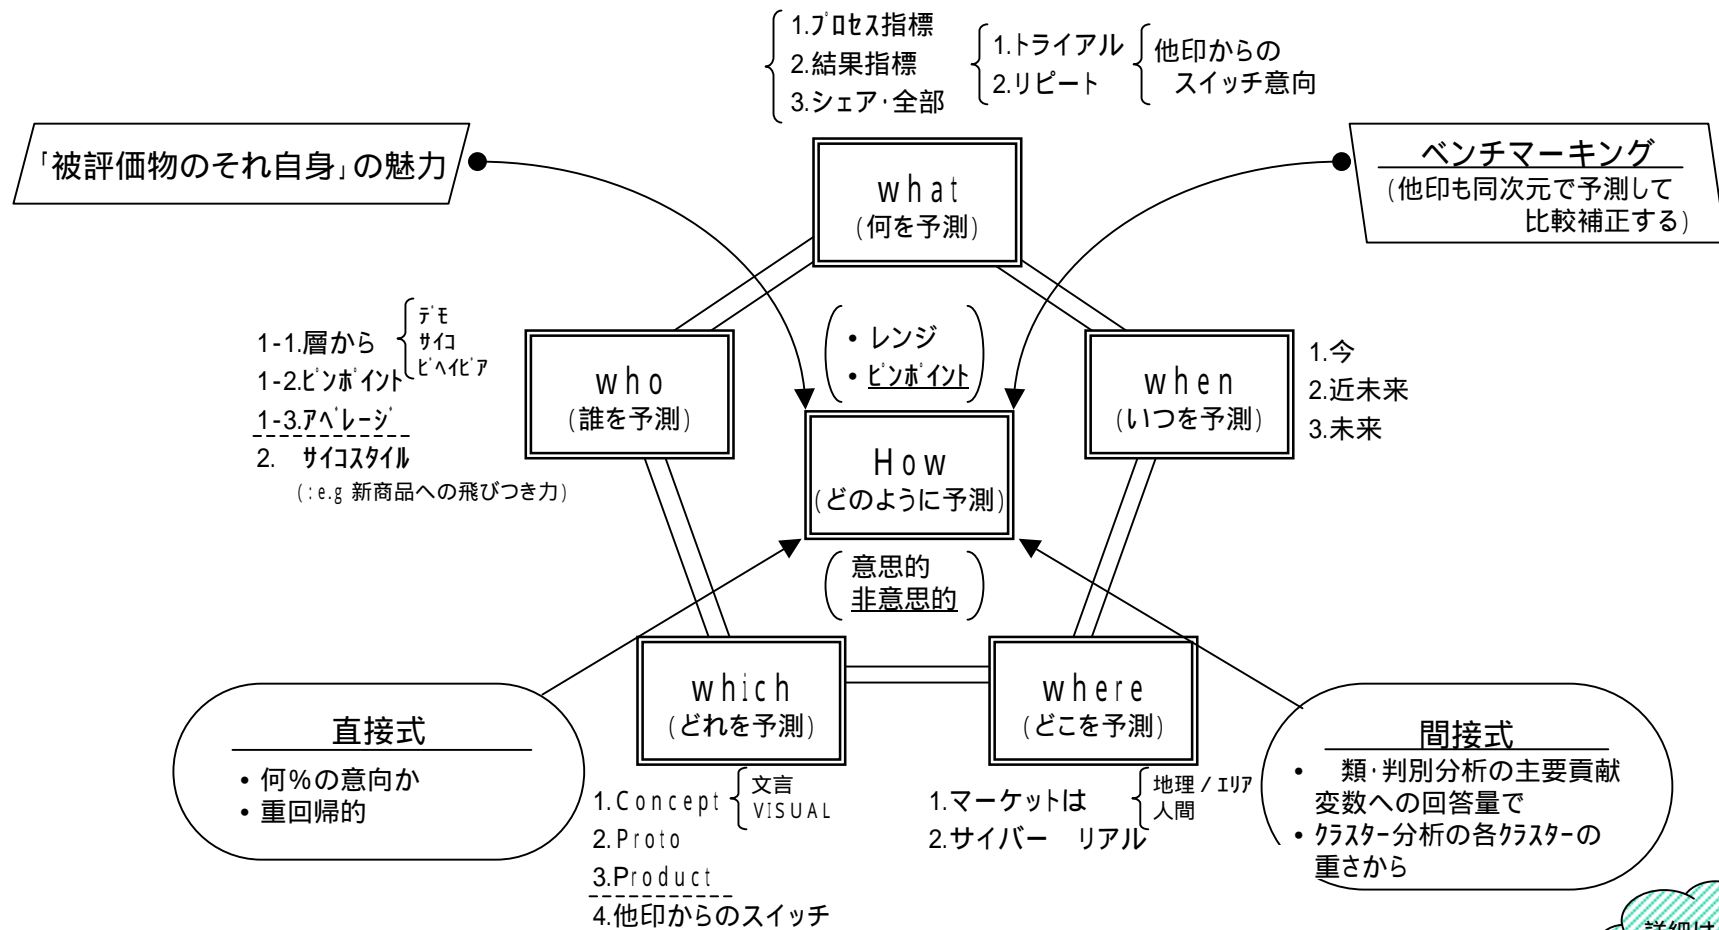 1.プロセス指標
2.結果指標
3.シェア・全部
1.トライアル
2.リピート
他印からの
スイッチ意向
「被評価物のそれ自身」の魅力
ベンチマーキング
(他印も同次元で予測して
比較補正する)
what
(何を予測)
1-1.層から
デモ
サイコ
ビヘイビア
1-2.ピンポイント
1-3.アベレージ
2. サイコスタイル
(:e.g 新商品への飛びつき力)
who
(誰を予測)
・レンジ
・ピンポイント
when
(いつを予測)
1.今
2.近未来
3.未来
How
(どのように予測)
意思的
非意思的
which
(どれを予測)
where
(どこを予測)
直接式
・何%の意向か
・重回帰的
1.Concept
文言
VISUAL
2.Proto
3.Product
4.他印からのスイッチ
1.マーケットは
地理/エリア
人間
2.サイバー リアル
間接式
・ 類・判別分析の主要貢献
変数への回答量で
・クラスター分析の各クラスターの
重さから
詳細は